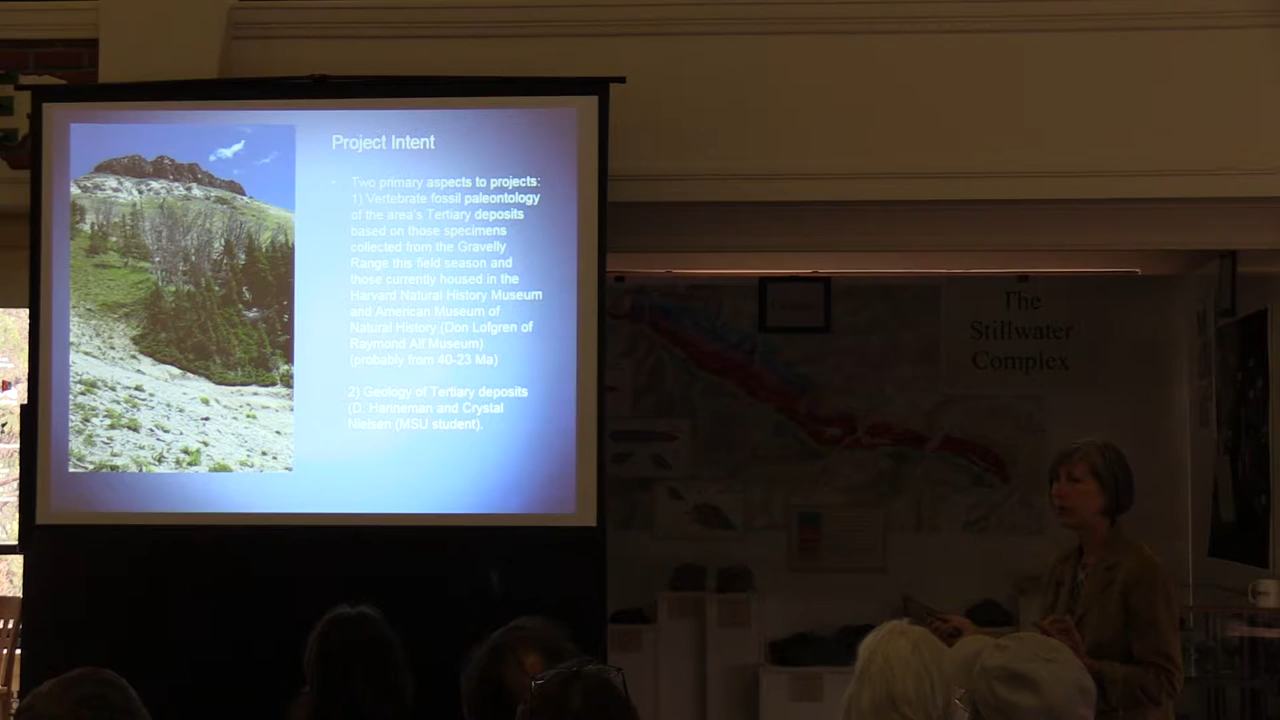 Project Intent
Two primary aspects to projects:
1) Vertebrate fossil paleontology
of the area's Tertiary deposits
based on those specimens
collected from the Gravelly
Range this field season and
those currently housed in the
Harvard Natural History Museum
and American Museum of
Natural History (Don Lofgren of
Raymond Alf Museum)
(probably from 40-23 Ma)
2) Geology of Tertiary deposits
(D. Hanneman and Crystal
Nielsen (MSU student).
The
Stillwater
Complex